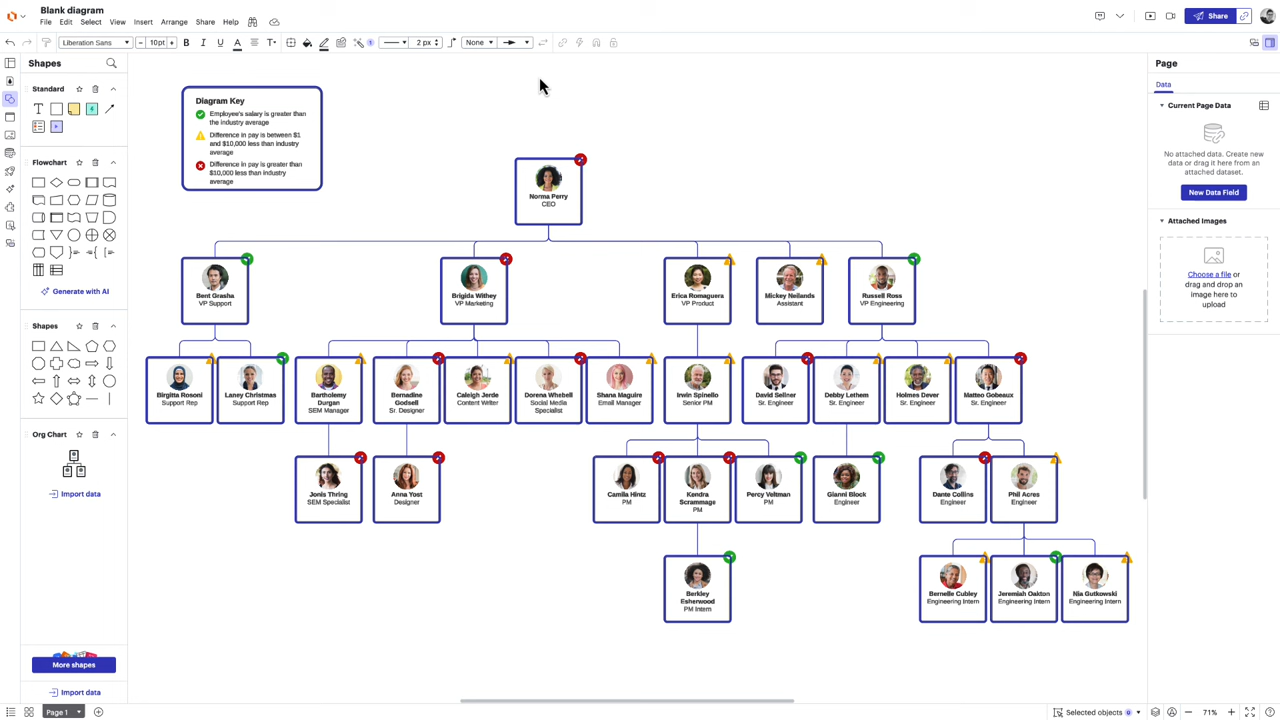 Blank diagram
File Edit Select View Insert Arrange Share Help
Share
Liberation Sans
10pt
B I U A T
2 px
None
Shapes
Standard
T
Flowchart
Generate with AI
Shapes
Org Chart
Import data
More shapes
Import data
Page 1
Diagram Key
Employee's salary is greater than
the industry average
Difference in pay is between $1
and $10,000 less than industry
average
Difference in pay is greater than
$10,000 less than industry
average
Norma Perry
CEO
Bent Grasha
VP Support
Brigida Withey
VP Marketing
Erica Romaguera
VP Product
Mickey Neilands
Assistant
Russell Ross
VP Engineering
Birgitta Rosoni
Support Rep
Laney Christmas
Support Rep
Bartholemy
Durgan
SEM Manager
Bernadine
Godsell
Sr. Designer
Caleigh Jerde
Content Writer
Dorena Whebell
Social Media
Specialist
Shana Maguire
Email Manager
Irwin Spinello
Senior PM
David Sellmer
Sr. Engineer
Debby Lethem
Sr. Engineer
Holmes Dever
Sr. Engineer
Matteo Gobeaux
Sr. Engineer
Jonis Thring
SEM Specialist
Anna Yost
Designer
Camila Hintz
PM
Kendra
Scrammage
PM
Percy Veltman
PM
Gianni Block
Engineer
Dante Collins
Engineer
Phil Acres
Engineer
Berkley
Esherwood
PM Intern
Bernelle Cubley
Engineering Intern
Jeremiah Oakton
Engineering Intern
Nia Gutkowski
Engineering Intern
Page
Data
Current Page Data
No attached data. Create new
data or drag it here from an
attached dataset.
New Data Field
Attached Images
Choose a file or
drag and drop an
image here to
upload
Selected objects 0
71%